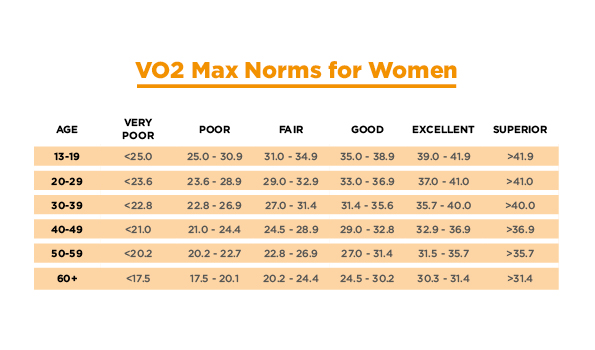 VO2 Max Norms for Women
AGE VERY POOR POOR FAIR GOOD EXCELLENT SUPERIOR
13-19 <25.0 25.0 - 30.9 31.0 - 34.9 35.0 - 38.9 39.0 - 41.9 >41.9
20-29 <23.6 23.6 - 28.9 29.0 - 32.9 33.0 - 36.9 37.0 - 41.0 >41.0
30-39 <22.8 22.8 - 26.9 27.0 - 31.4 31.4 - 35.6 35.7 - 40.0 >40.0
40-49 <21.0 21.0 - 24.4 24.5 - 28.9 29.0 - 32.8 32.9 - 36.9 >36.9
50-59 <20.2 20.2 - 22.7 22.8 - 26.9 27.0 - 31.4 31.5 - 35.7 >35.7
60+ <17.5 17.5 - 20.1 20.2 - 24.4 24.5 - 30.2 30.3 - 31.4 >31.4